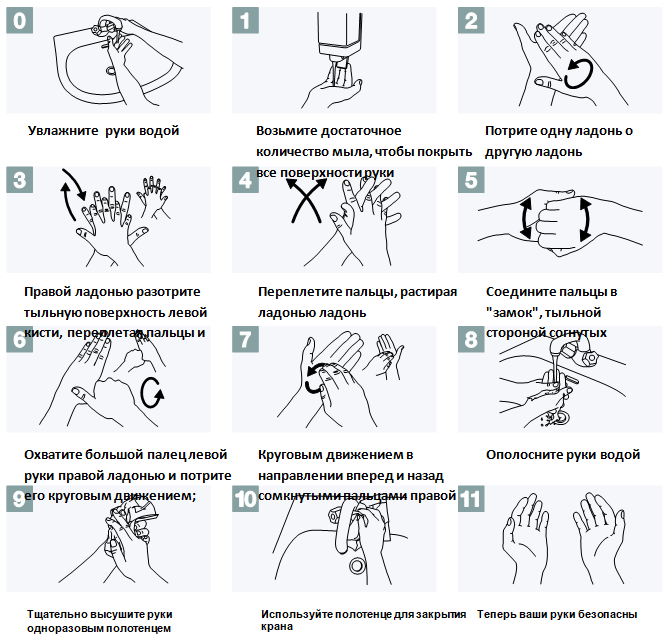 0
Увлажните руки водой
1
Возьмите достаточное
количество мыла, чтобы покрыть
все поверхности руки
2
Потрите одну ладонь о
другую ладонь
3
Правой ладонью разотрите
тыльную поверхность левой
кисти, переплетая пальцы и
4
Переплетите пальцы, растирая
ладонью ладонь
5
Соедините пальцы в
"замок", тыльной
стороной согнутых
6
Охватите большой палец левой
руки правой ладонью и потрите
его круговым движением;
7
Круговым движением в
направлении вперед и назад
сомкнутыми пальцами правой
8
Ополосните руки водой
9
Тщательно высушите руки
одноразовым полотенцем
10
Используйте полотенце для закрытия
крана
11
Теперь ваши руки безопасны